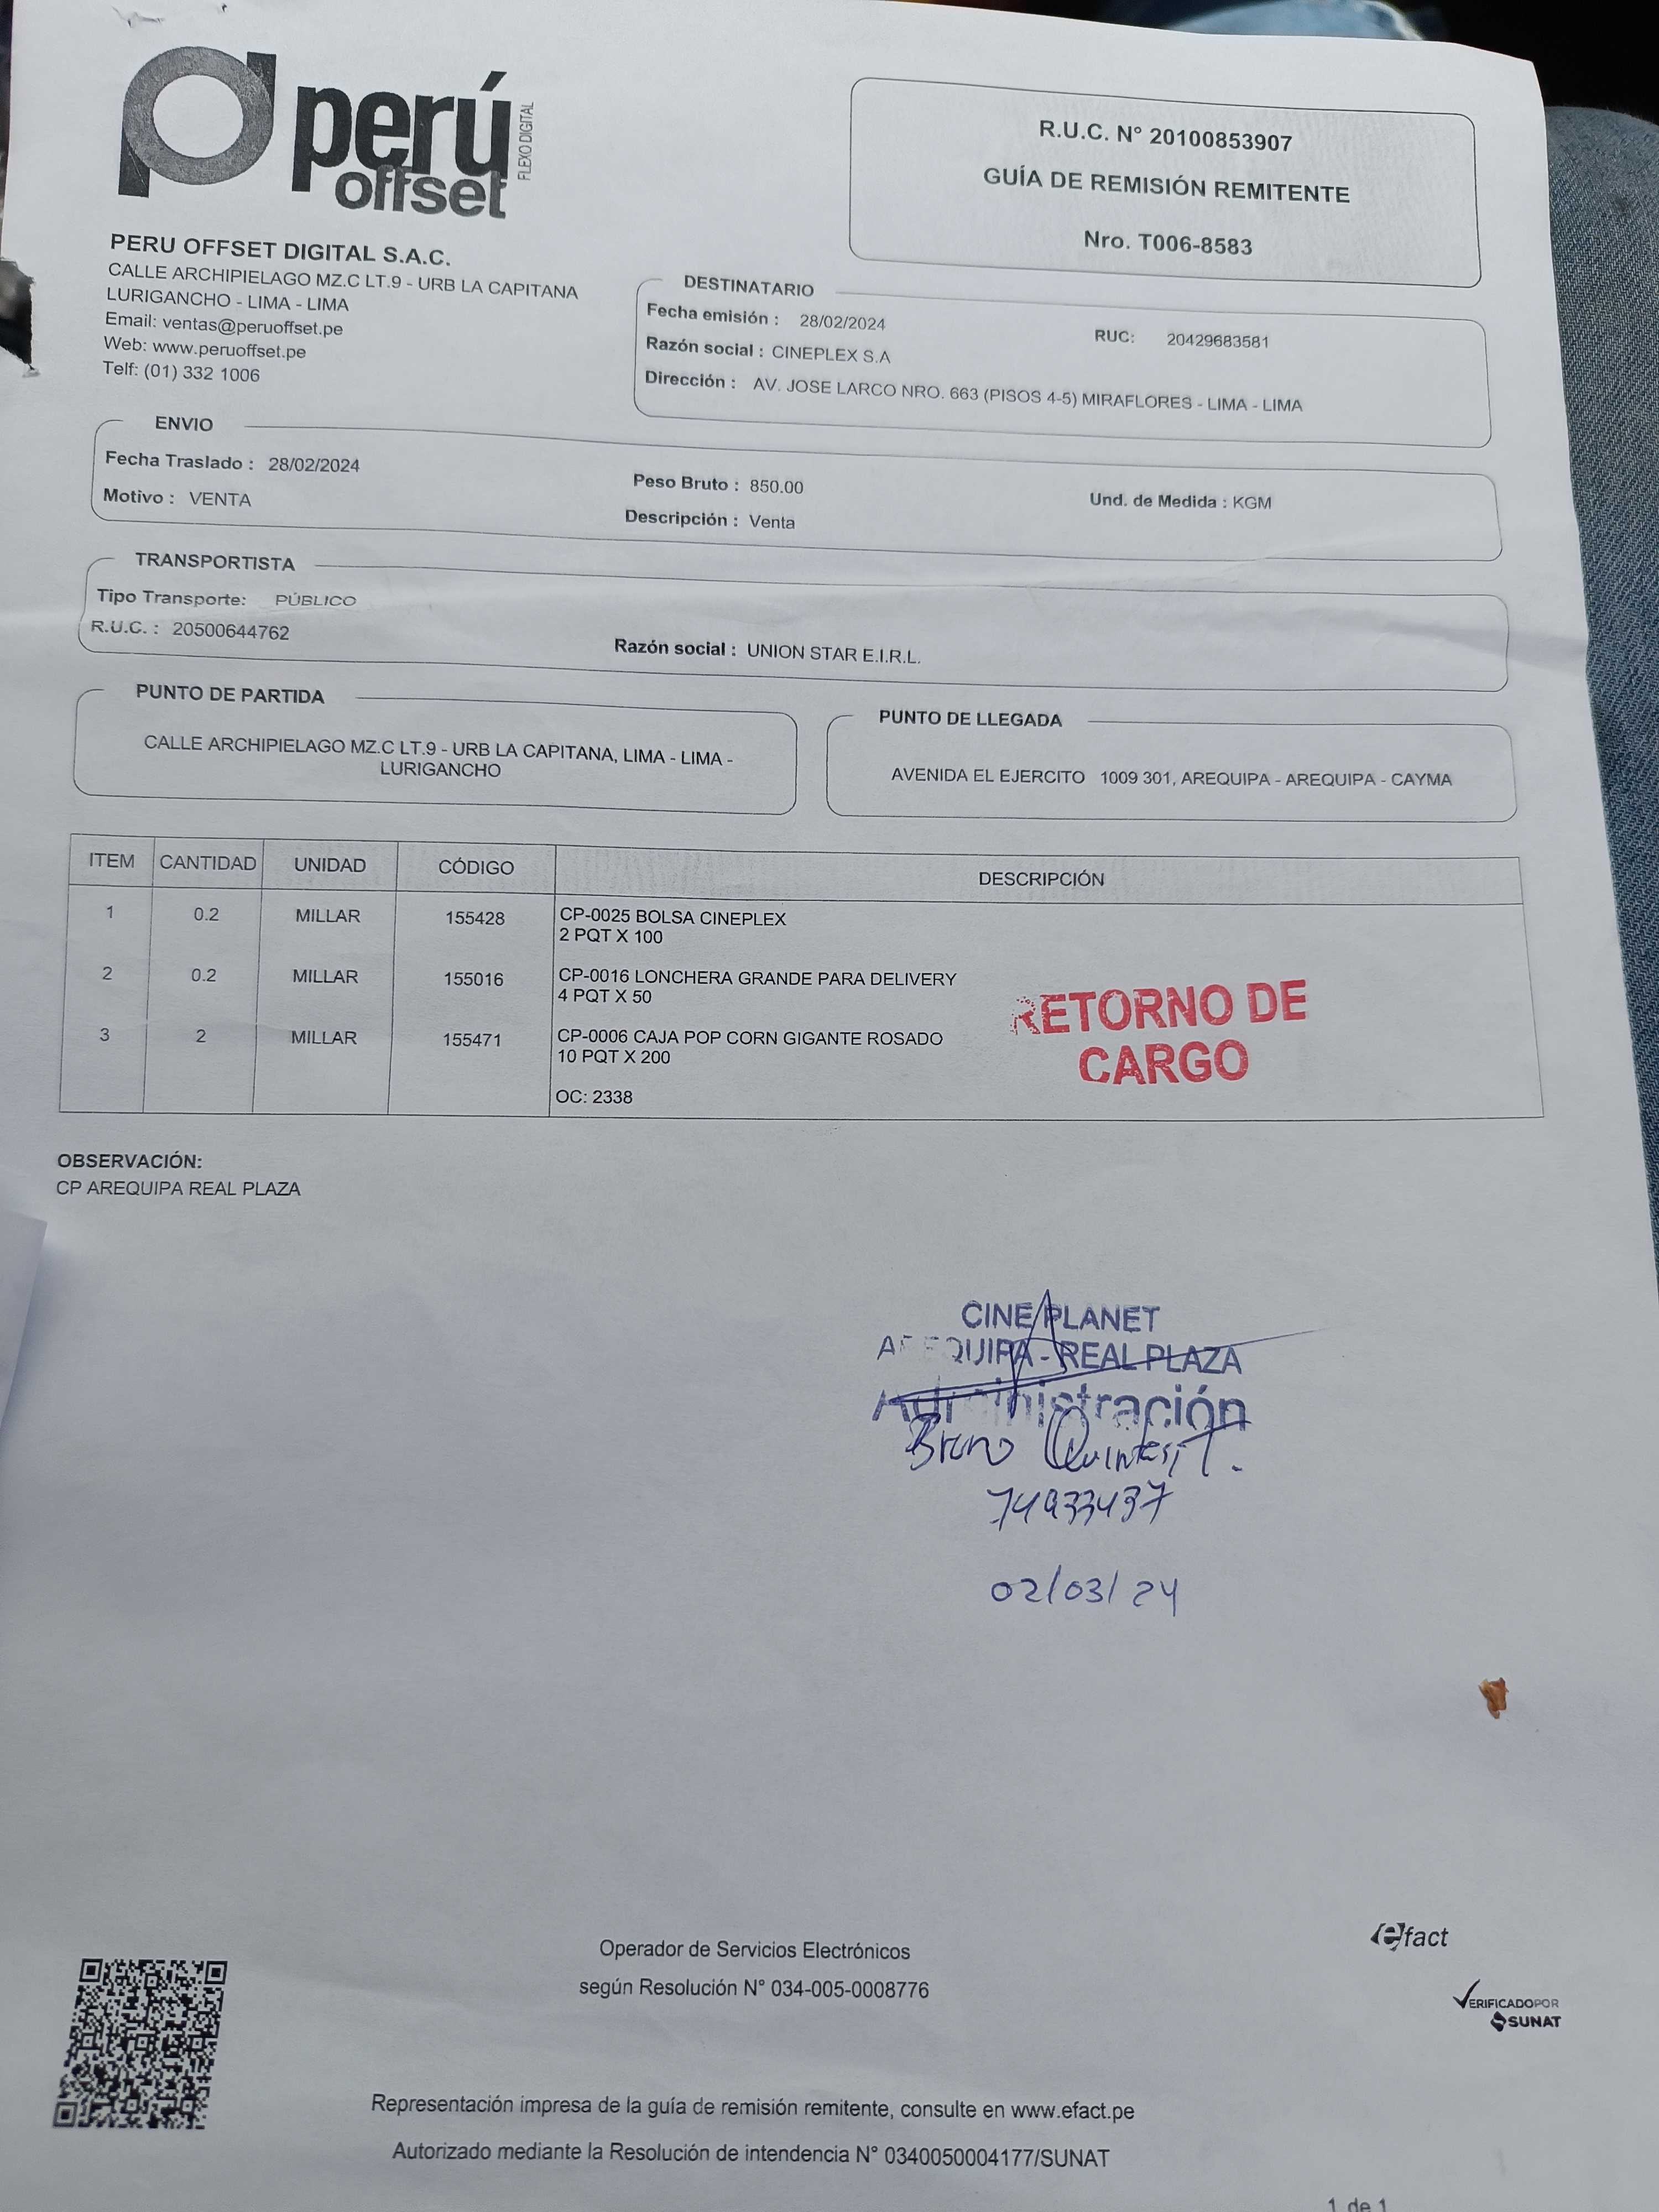 perú
offset
FLEXO DIGITAL
R.U.C. N° 20100853907
GUÍA DE REMISIÓN REMITENTE
Nro. T006-8583
PERU OFFSET DIGITAL S.A.C.
CALLE ARCHIPIELAGO MZ.C LT.9 - URB LA CAPITANA
LURIGANCHO - LIMA - LIMA
Email: ventas@peruoffset.pe
Web: www.peruoffset.pe
Telf: (01) 332 1006
DESTINATARIO
Fecha emisión : 28/02/2024 RUC: 20429683581
Razón social : CINEPLEX S.A
Dirección : AV. JOSE LARCO NRO. 663 (PISOS 4-5) MIRAFLORES - LIMA - LIMA
ENVIO
Fecha Traslado : 28/02/2024 Peso Bruto : 850.00 Und. de Medida : KGM
Motivo : VENTA Descripción : Venta
TRANSPORTISTA
Tipo Transporte: PÚBLICO
R.U.C. : 20500644762 Razón social : UNION STAR E.I.R.L.
PUNTO DE PARTIDA
CALLE ARCHIPIELAGO MZ.C LT.9 - URB LA CAPITANA, LIMA - LIMA -
LURIGANCHO
PUNTO DE LLEGADA
AVENIDA EL EJERCITO 1009 301, AREQUIPA - AREQUIPA - CAYMA
ITEM CANTIDAD UNIDAD CÓDIGO DESCRIPCIÓN
1 0.2 MILLAR 155428 CP-0025 BOLSA CINEPLEX
2 PQT X 100
2 0.2 MILLAR 155016 CP-0016 LONCHERA GRANDE PARA DELIVERY
4 PQT X 50
3 2 MILLAR 155471 CP-0006 CAJA POP CORN GIGANTE ROSADO
10 PQT X 200
OC: 2338
RETORNO DE
CARGO
OBSERVACIÓN:
CP AREQUIPA REAL PLAZA
CINEPLANET
AREQUIPA - REAL PLAZA
Administración
Bruno
74933437
02/03/24
Operador de Servicios Electrónicos
según Resolución N° 034-005-0008776
efact
VERIFICADO POR
SUNAT
Representación impresa de la guía de remisión remitente, consulte en www.efact.pe
Autorizado mediante la Resolución de intendencia N° 0340050004177/SUNAT
1 de 1